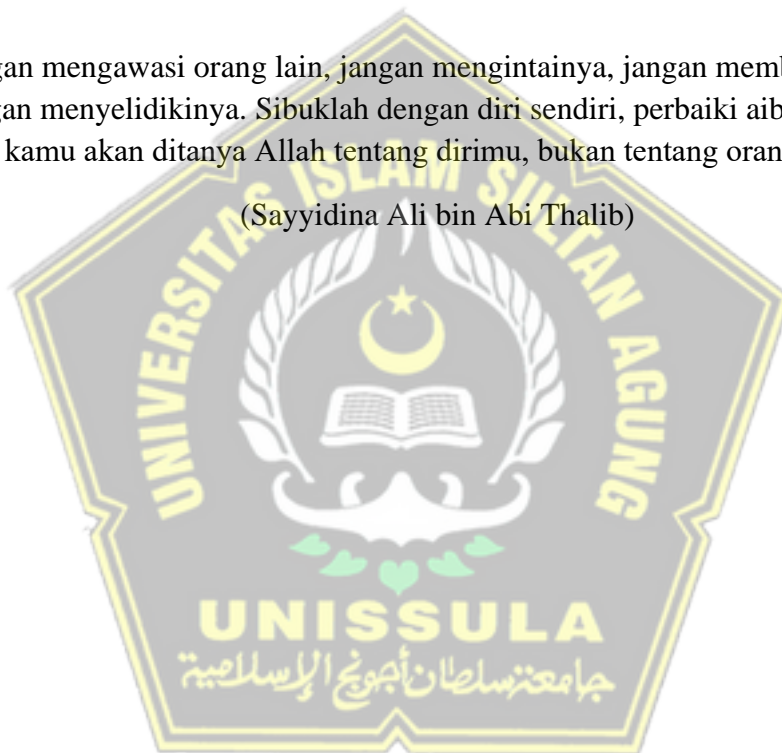 gan mengawasi orang lain, jangan mengintainya, jangan memb
gan menyelidikinya. Sibuklah dengan diri sendiri, perbaiki aib
kamu akan ditanya Allah tentang dirimu, bukan tentang oran
(Sayyidina Ali bin Abi Thalib)
UNIVERSITAS ISLAM SULTAN AGUNG
UNISSULA
جامعة سلطان أجونج الإسلامية